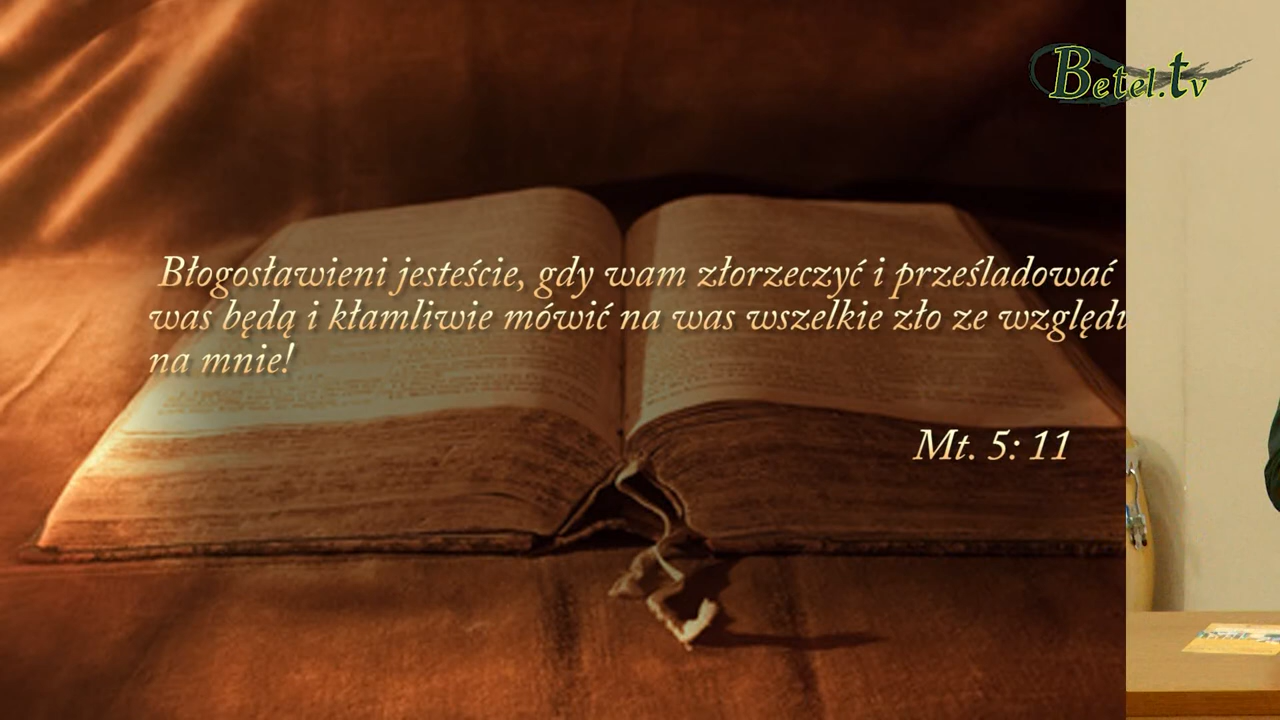 Betel.tv
Błogosławieni jesteście, gdy wam złorzeczyć i prześladować
was będą i kłamliwie mówić na was wszelkie zło ze względu
na mnie!
Mt. 5: 11